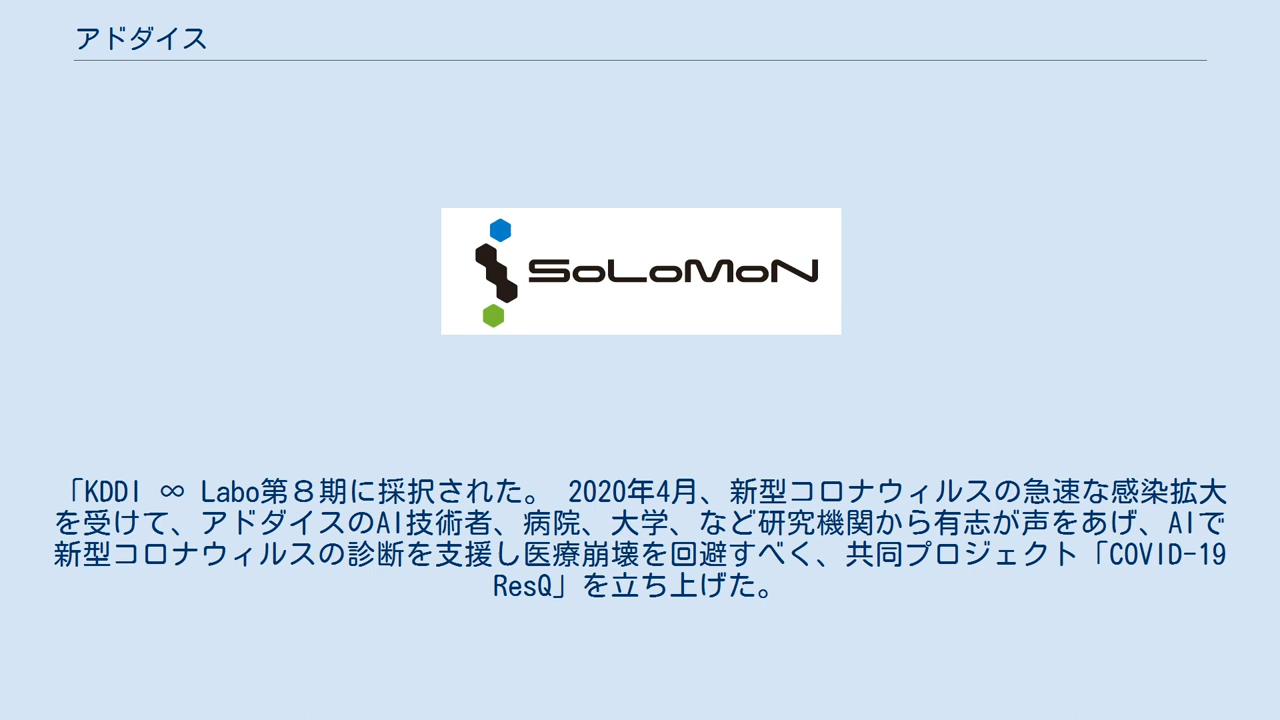 アドダイス
SoLoMoN
「KDDI ∞ Labo第８期に採択された。 2020年4月、新型コロナウィルスの急速な感染拡大
を受けて、アドダイスのAI技術者、病院、大学、など研究機関から有志が声をあげ、AIで
新型コロナウィルスの診断を支援し医療崩壊を回避すべく、共同プロジェクト「COVID-19
ResQ」を立ち上げた。